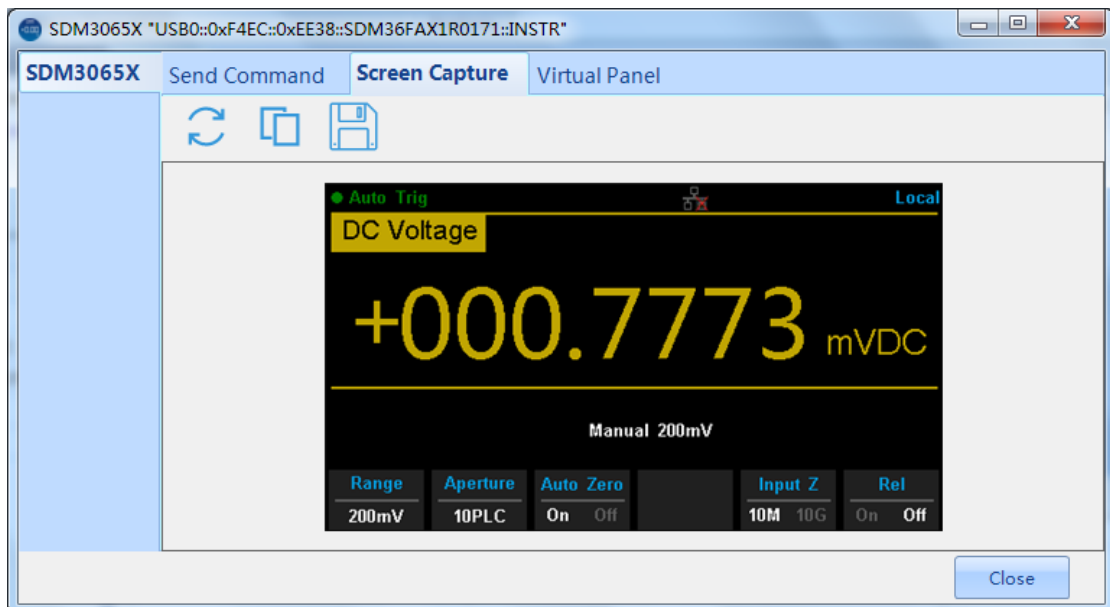 SDM3065X "USB0::0xF4EC::0xEE38::SDM36FAX1R0171::INSTR"
SDM3065X Send Command Screen Capture Virtual Panel
Auto Trig Local
DC Voltage
+000.7773 mVDC
Manual 200mV
Range Aperture Auto Zero Input Z Rel
200mV 10PLC On Off 10M 10G On Off
Close